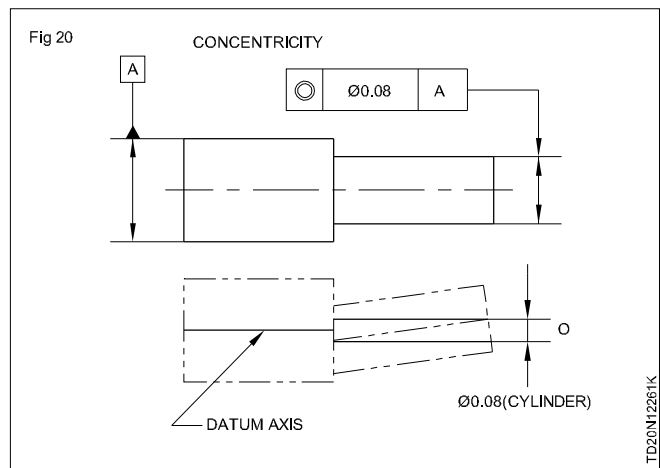 Fig 20
CONCENTRICITY
A
Ø0.08 A
O
Ø0.08(CYLINDER)
DATUM AXIS
TD20N12261K